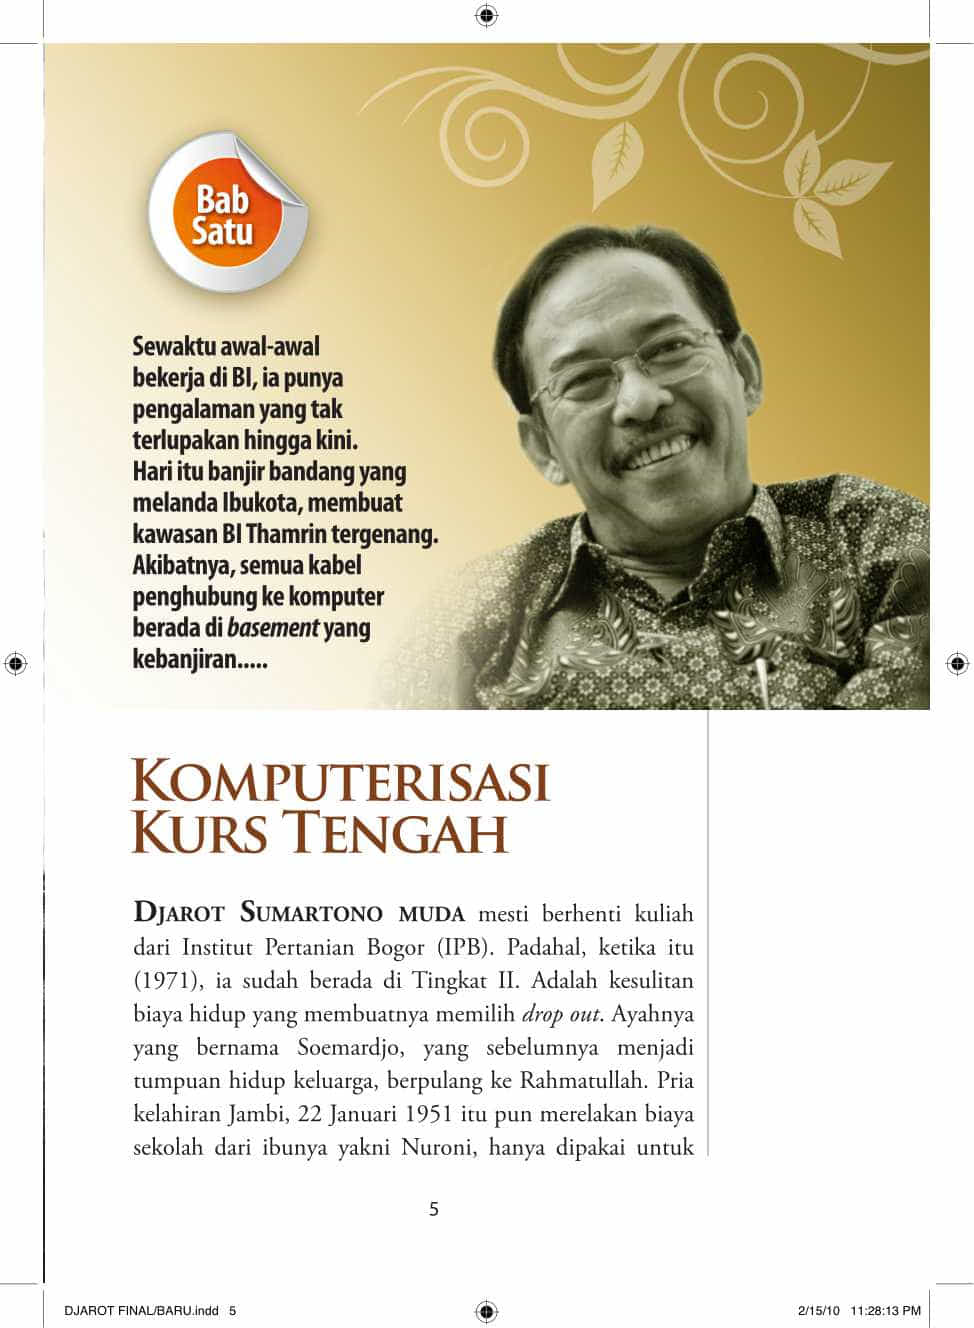 Bab
Satu
Sewaktu awal-awal
bekerja di BI, ia punya
pengalaman yang tak
terlupakan hingga kini.
Hari itu banjir bandang yang
melanda Ibukota, membuat
kawasan BI Thamrin tergenang.
Akibatnya, semua kabel
penghubung ke komputer
berada di basement yang
kebanjiran.....
KOMPUTERISASI
KURS TENGAH
DJAROT SUMARTONO MUDA mesti berhenti kuliah
dari Institut Pertanian Bogor (IPB). Padahal, ketika itu
(1971), ia sudah berada di Tingkat II. Adalah kesulitan
biaya hidup yang membuatnya memilih drop out. Ayahnya
yang bernama Soemardjo, yang sebelumnya menjadi
tumpuan hidup keluarga, berpulang ke Rahmatullah. Pria
kelahiran Jambi, 22 Januari 1951 itu pun merelakan biaya
sekolah dari ibunya yakni Nuroni, hanya dipakai untuk
5
DJAROT FINAL/BARU.indd 5
2/15/10 11:28:13 PM